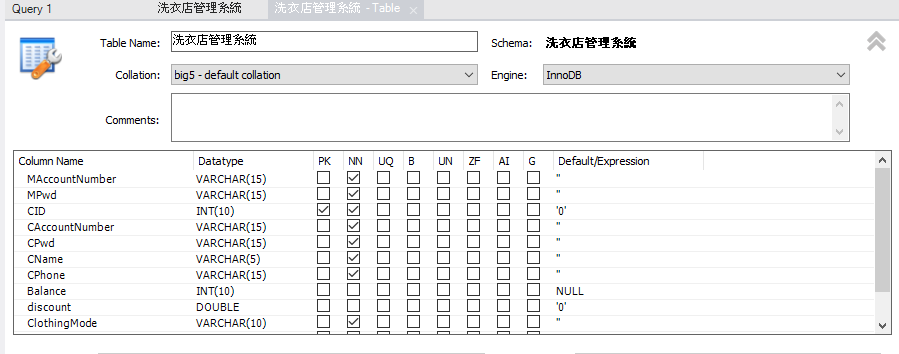 Query 1 洗衣店管理系統 洗衣店管理系統 - Table
Table Name: 洗衣店管理系統 Schema: 洗衣店管理系統
Collation: big5 - default collation Engine: InnoDB
Comments:
Column Name Datatype PK NN UQ B UN ZF AI G Default/Expression
MAccountNumber VARCHAR(15) ''
MPwd VARCHAR(15) ''
CID INT(10) '0'
CAccountNumber VARCHAR(15) ''
CPwd VARCHAR(15) ''
CName VARCHAR(5) ''
CPhone VARCHAR(15) ''
Balance INT(10) NULL
discount DOUBLE '0'
ClothingMode VARCHAR(10) ''